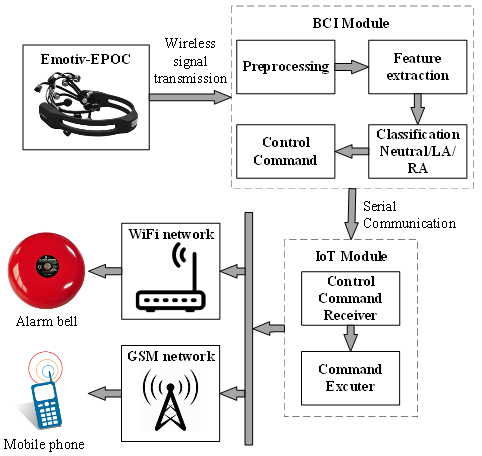 Emotiv-EPOC
Wireless
signal
transmission
BCI Module
Preprocessing
Feature
extraction
Control
Command
Classification
Neutral/LA/
RA
Serial
Communication
WiFi network
IoT Module
Control
Command
Receiver
Alarm bell
GSM network
Command
Excuter
Mobile phone